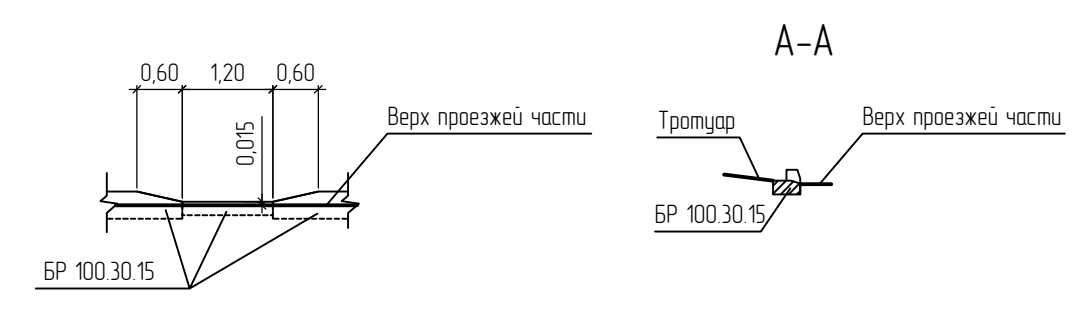 А-А
0,60 1,20 0,60
0,015
Верх проезжей части
БР 100.30.15
Тротуар
Верх проезжей части
БР 100.30.15